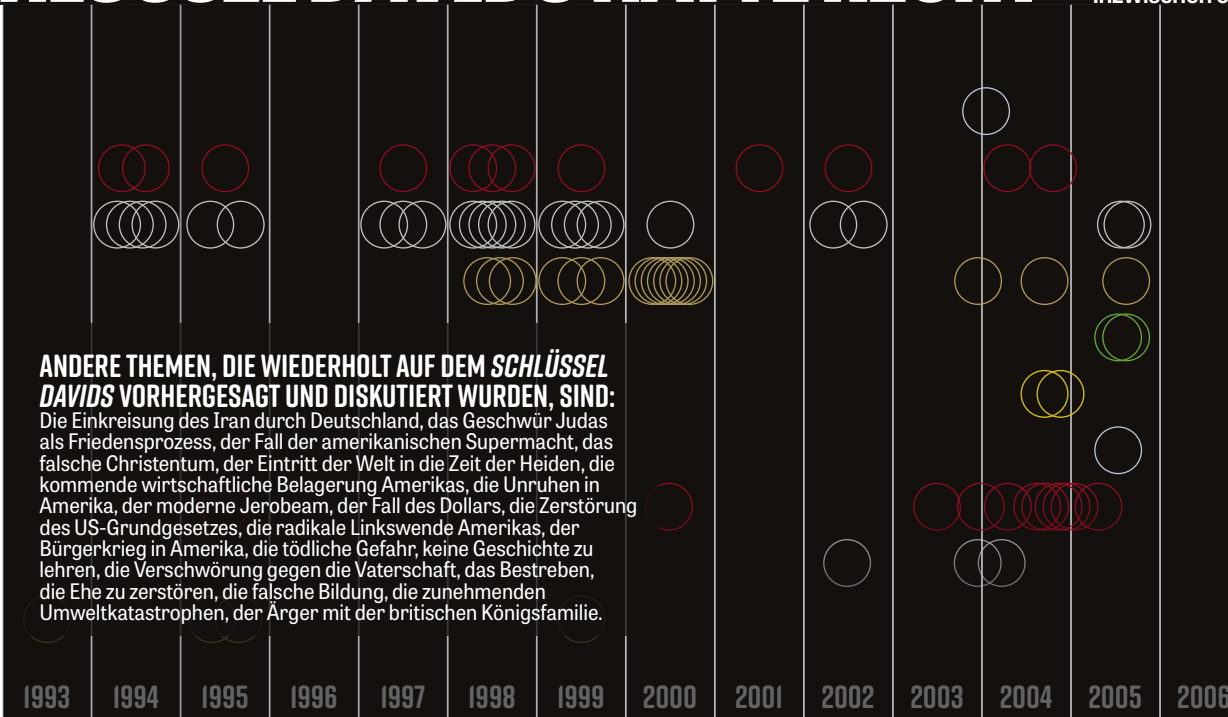 ANDERE THEMEN, DIE WIEDERHOLT AUF DEM SCHLÜSSEL
DAVIDS VORHERGESAGT UND DISKUTIERT WURDEN, SIND:
Die Einkreisung des Iran durch Deutschland, das Geschwür Judas
als Friedensprozess, der Fall der amerikanischen Supermacht, das
falsche Christentum, der Eintritt der Welt in die Zeit der Heiden, die
kommende wirtschaftliche Belagerung Amerikas, die Unruhen in
Amerika, der moderne Jerobeam, der Fall des Dollars, die Zerstörung
des US-Grundgesetzes, die radikale Linkswende Amerikas, der
Bürgerkrieg in Amerika, die tödliche Gefahr, keine Geschichte zu
lehren, die Verschwörung gegen die Vaterschaft, das Bestreben,
die Ehe zu zerstören, die falsche Bildung, die zunehmenden
Umweltkatastrophen, der Ärger mit der britischen Königsfamilie.
1993 1994 1995 1996 1997 1998 1999 2000 2001 2002 2003 2004 2005 2006